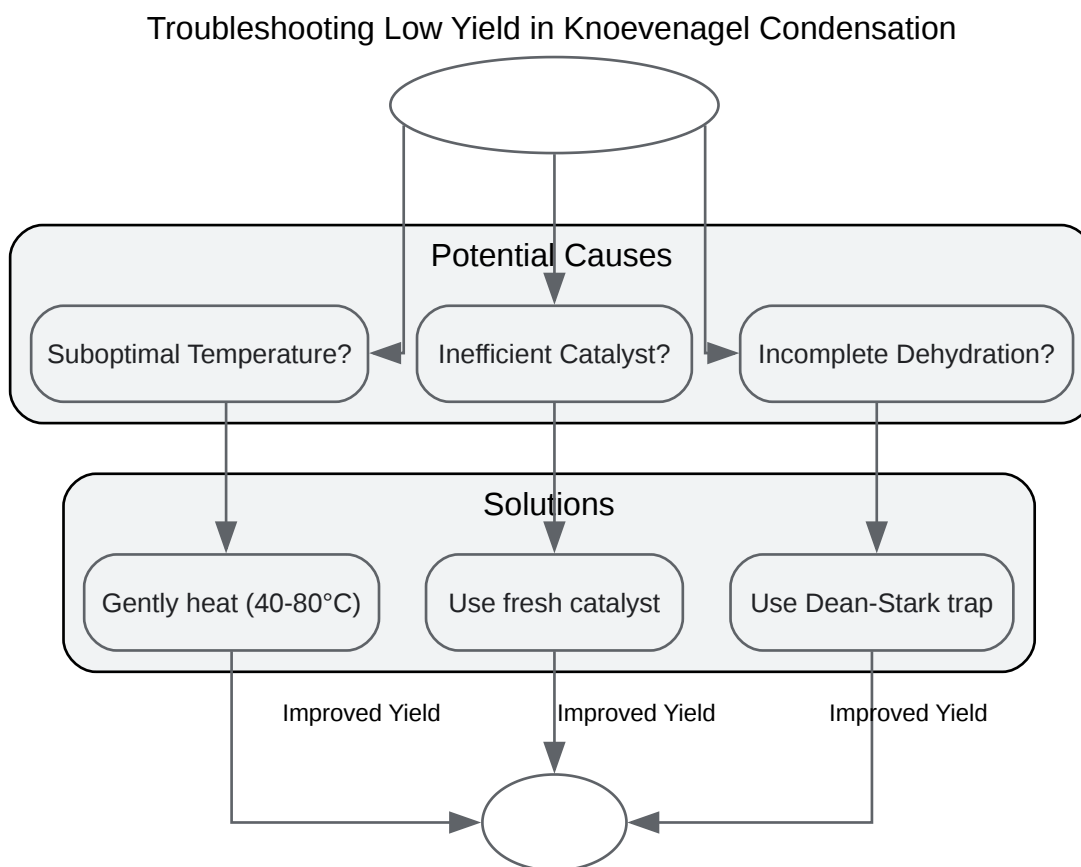 Troubleshooting Low Yield in Knoevenagel Condensation
Potential Causes
Suboptimal Temperature?
Inefficient Catalyst?
Incomplete Dehydration?
Solutions
Gently heat (40-80°C)
Use fresh catalyst
Use Dean-Stark trap
Improved Yield
Improved Yield
Improved Yield